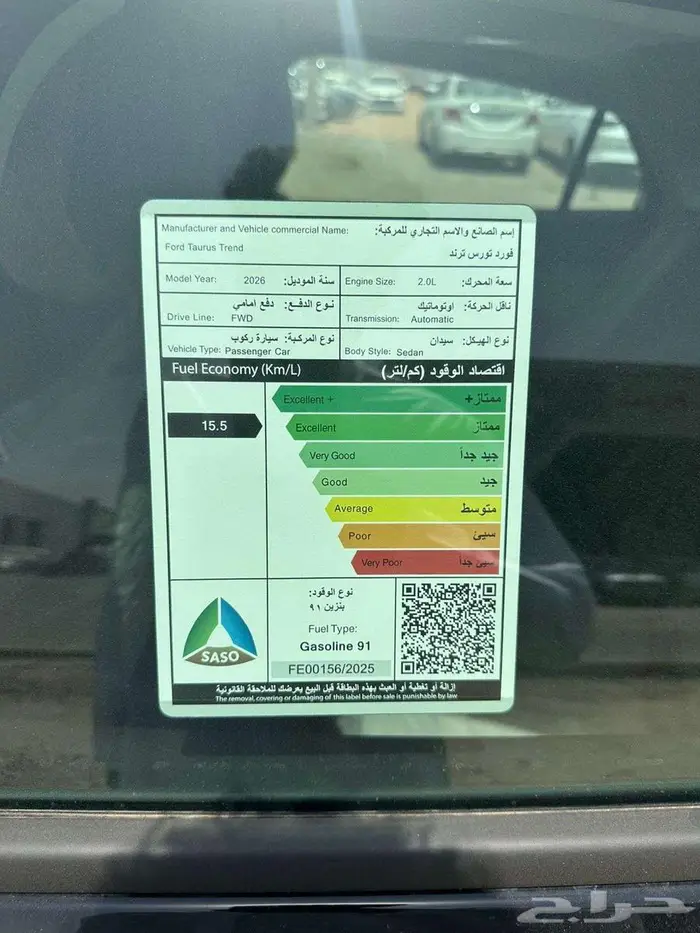 Manufacturer and Vehicle commercial Name: إسم الصانع والاسم التجاري للمركبة:
Ford Taurus Trend فورد تورس ترند
Model Year: 2026 سنة الموديل: Engine Size: 2.0L سعة المحرك:
نوع الدفع: دفع امامي ناقل الحركة: اوتوماتيك
Drive Line: FWD Transmission: Automatic
نوع المركبة: سيارة ركوب نوع الهيكل: سيدان
Vehicle Type: Passenger Car Body Style: Sedan
Fuel Economy (Km/L) اقتصاد الوقود (كم/لتر)
Excellent + ممتاز+
15.5 Excellent ممتاز
Very Good جيد جداً
Good جيد
Average متوسط
Poor سيئ
Very Poor سيئ جداً
نوع الوقود:
بنزين ٩١
Fuel Type:
Gasoline 91
SASO
FE00156/2025
إزالة أو تغطية أو العبث بهذه البطاقة قبل البيع يعرضك للملاحقة القانونية
The removal, covering or damaging of this label before sale is punishable by law
حراج